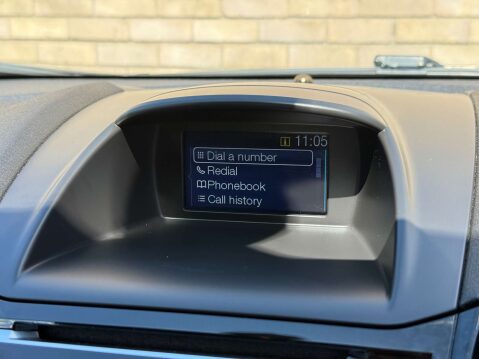 11:05
Dial a number
Redial
Phonebook
Call history